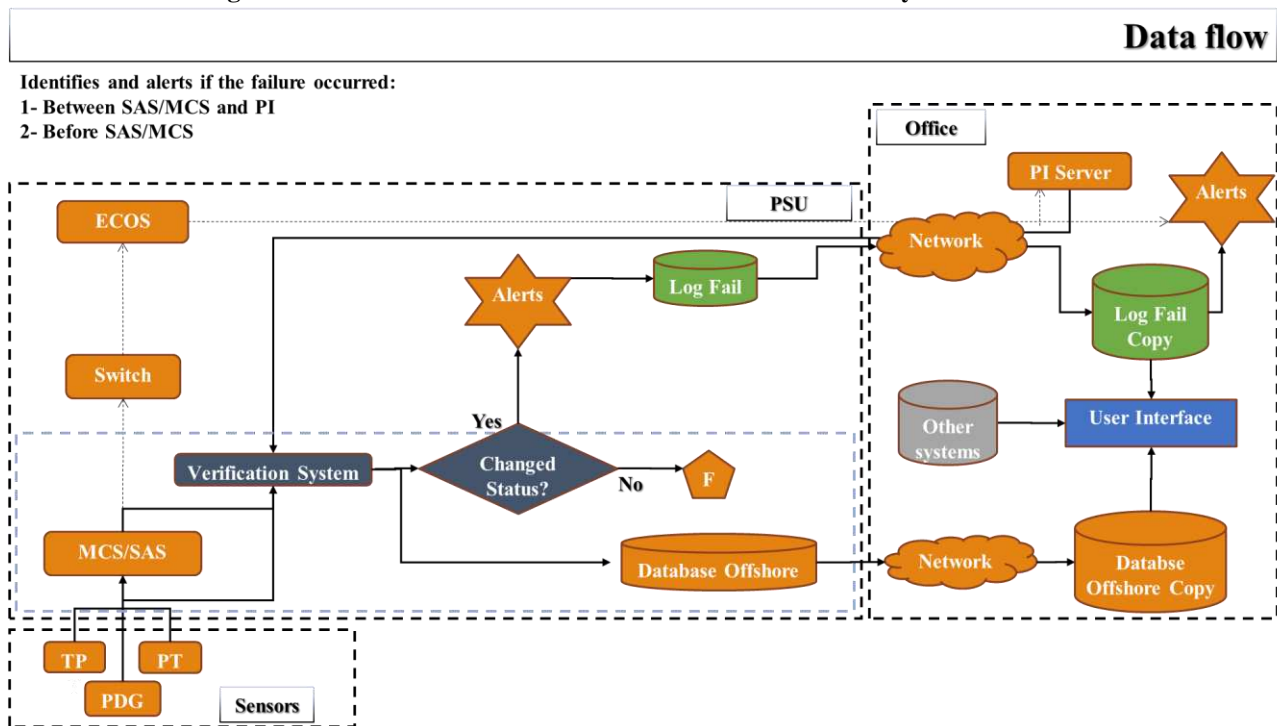 Data flow
Identifies and alerts if the failure occurred:
1- Between SAS/MCS and PI
2- Before SAS/MCS
Office
PI Server
Alerts
PSU
ECOS
Network
Alerts
Log Fail
Log Fail
Copy
Switch
Yes
Other
systems
User Interface
Verification System
Changed
Status?
No
F
MCS/SAS
Database Offshore
Network
Databse
Offshore Copy
TP
PT
PDG
Sensors